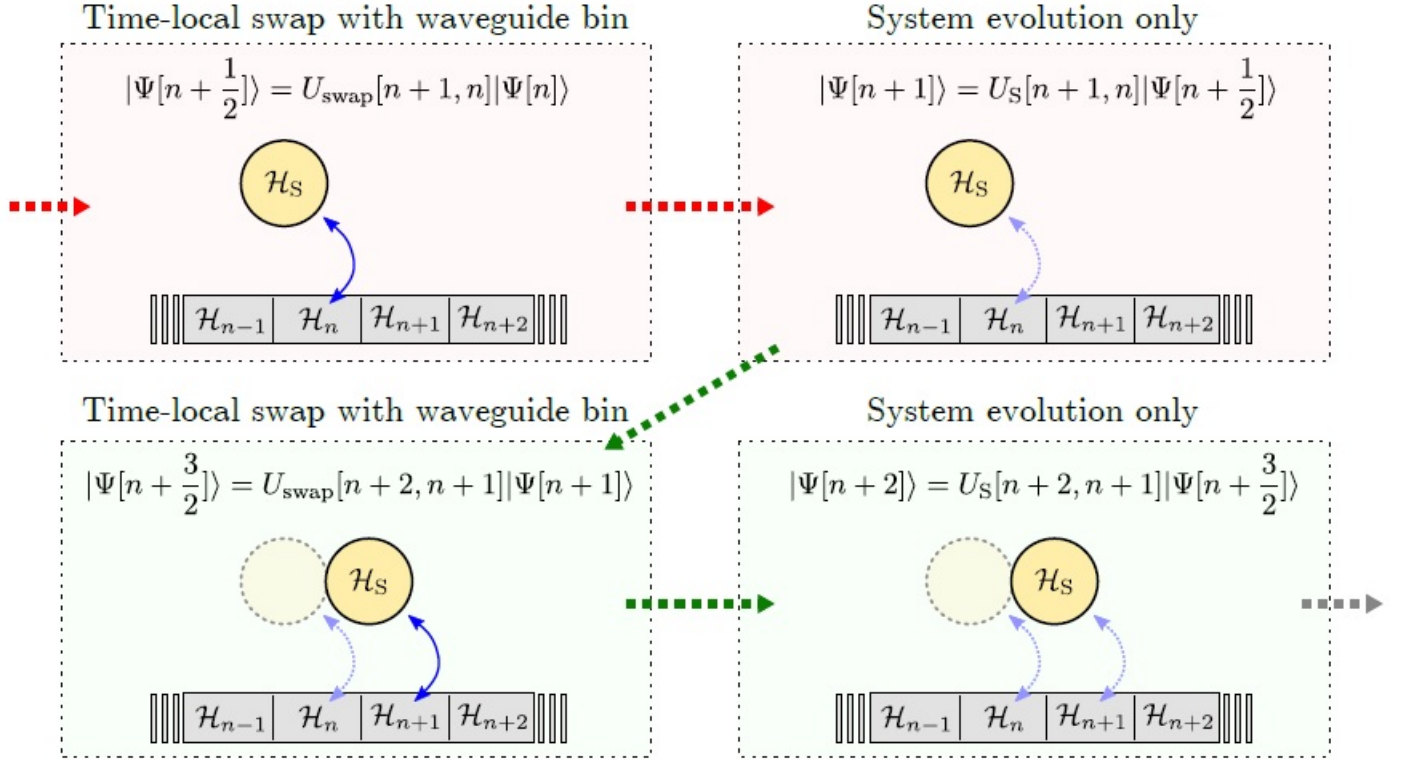 Time-local swap with waveguide bin
|Ψ[n + 1/2]⟩ = U_swap[n + 1, n]|Ψ[n]⟩
ℋ_S
ℋ_{n−1} ℋ_n ℋ_{n+1} ℋ_{n+2}
System evolution only
|Ψ[n + 1]⟩ = U_S[n + 1, n]|Ψ[n + 1/2]⟩
ℋ_S
ℋ_{n−1} ℋ_n ℋ_{n+1} ℋ_{n+2}
Time-local swap with waveguide bin
|Ψ[n + 3/2]⟩ = U_swap[n + 2, n + 1]|Ψ[n + 1]⟩
ℋ_S
ℋ_{n−1} ℋ_n ℋ_{n+1} ℋ_{n+2}
System evolution only
|Ψ[n + 2]⟩ = U_S[n + 2, n + 1]|Ψ[n + 3/2]⟩
ℋ_S
ℋ_{n−1} ℋ_n ℋ_{n+1} ℋ_{n+2}